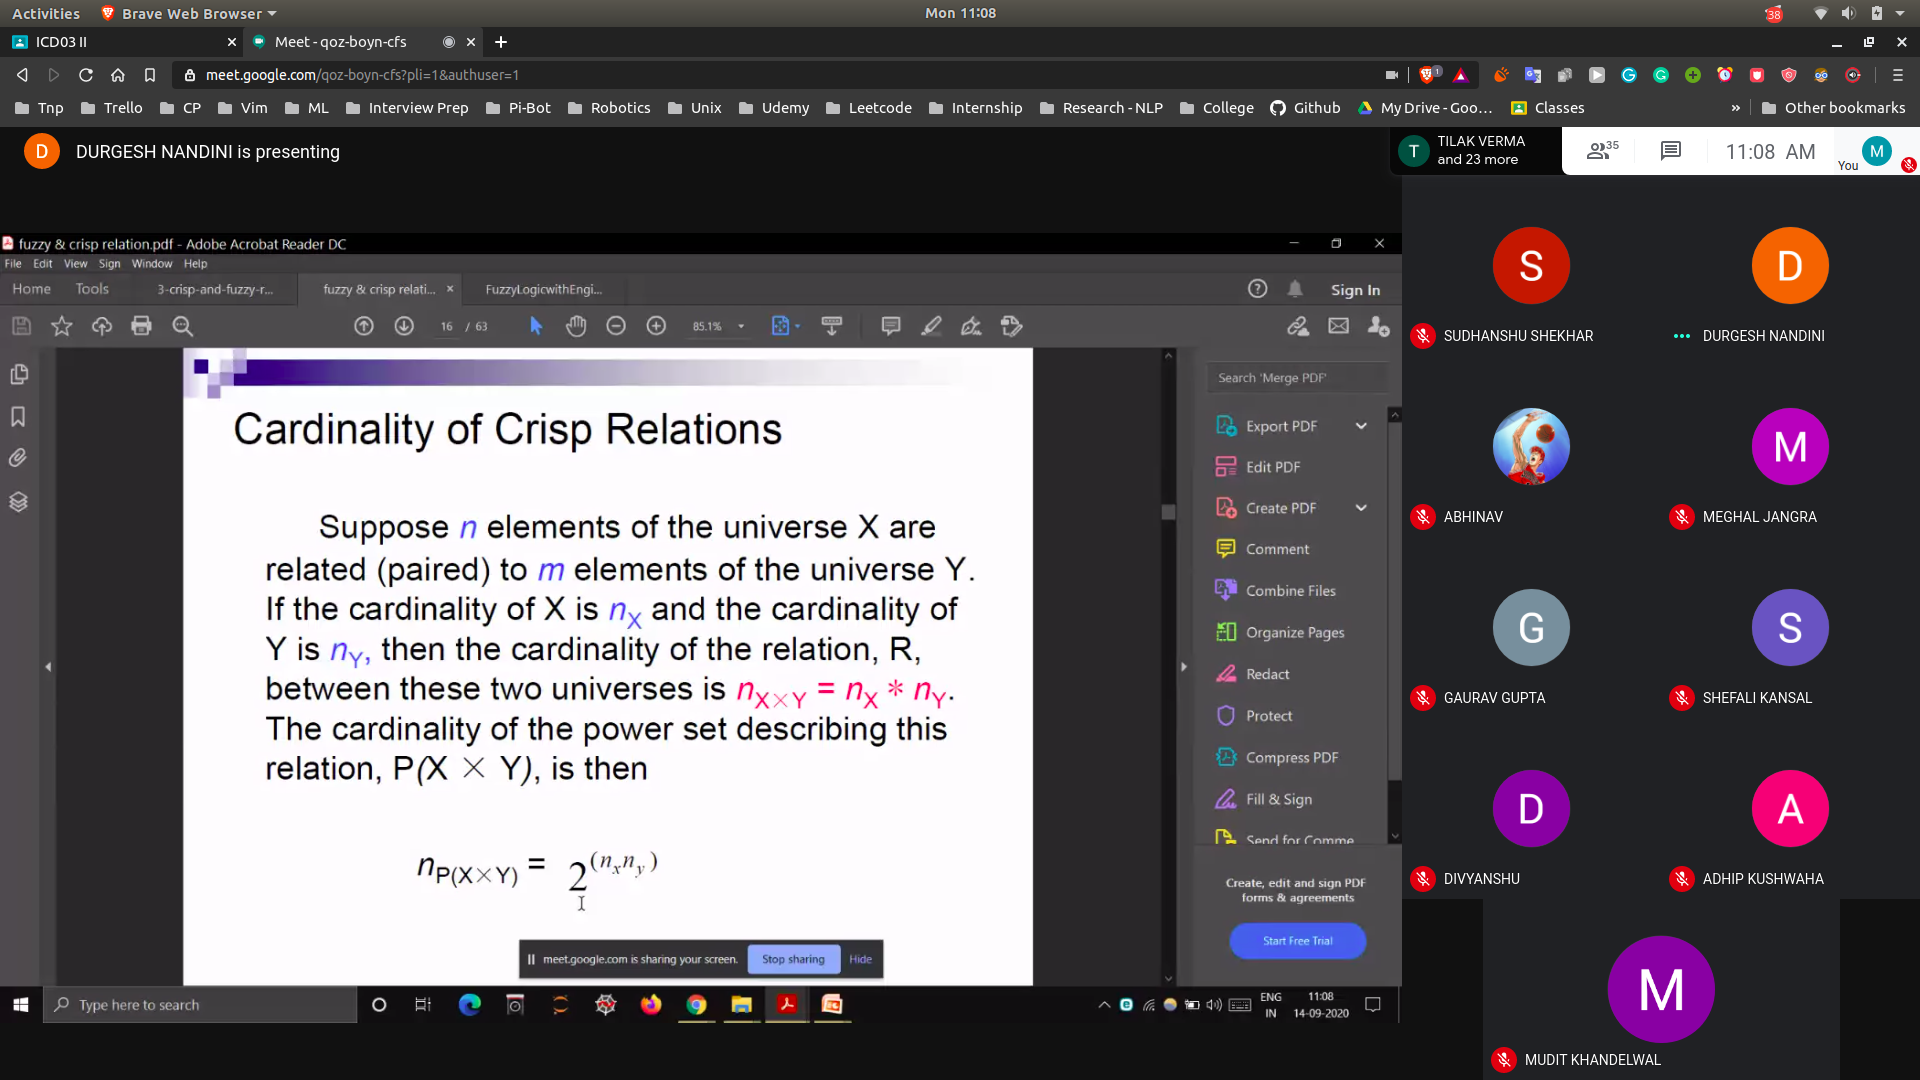 Activities Brave Web Browser Mon 11:08 38
ICD03 II Meet - qoz-boyn-cfs
meet.google.com/qoz-boyn-cfs?pli=1&authuser=1 1
Tnp Trello CP Vim ML Interview Prep Pi-Bot Robotics Unix Udemy Leetcode Internship Research - NLP College Github My Drive - Goo... Classes » Other bookmarks
D DURGESH NANDINI is presenting
T TILAK VERMA
and 23 more
35 11:08 AM You M
fuzzy & crisp relation.pdf - Adobe Acrobat Reader DC
File Edit View Sign Window Help
Home Tools 3-crisp-and-fuzzy-r... fuzzy & crisp relati... × FuzzyLogicwithEngi... Sign In
16 / 63 85.1%
Cardinality of Crisp Relations
Suppose n elements of the universe X are
related (paired) to m elements of the universe Y.
If the cardinality of X is nX and the cardinality of
Y is nY, then the cardinality of the relation, R,
between these two universes is nX×Y = nX * nY.
The cardinality of the power set describing this
relation, P(X × Y), is then
nP(X×Y) = 2^(nxny)
Search 'Merge PDF'
Export PDF
Edit PDF
Create PDF
Comment
Combine Files
Organize Pages
Redact
Protect
Compress PDF
Fill & Sign
Send for Comme
Create, edit and sign PDF
forms & agreements
Start Free Trial
meet.google.com is sharing your screen. Stop sharing Hide
Type here to search
ENG
IN
11:08
14-09-2020
S D
SUDHANSHU SHEKHAR DURGESH NANDINI
M
ABHINAV MEGHAL JANGRA
G S
GAURAV GUPTA SHEFALI KANSAL
D A
DIVYANSHU ADHIP KUSHWAHA
M
MUDIT KHANDELWAL